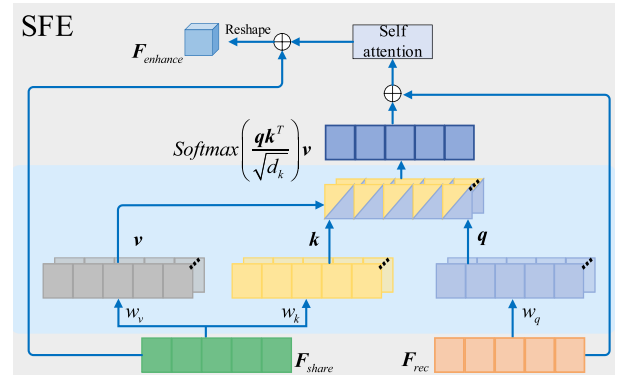 SFE
F_enhance
Reshape
Self
attention
Softmax(qk^T/√d_k)v
v
k
q
w_v
w_k
w_q
F_share
F_rec